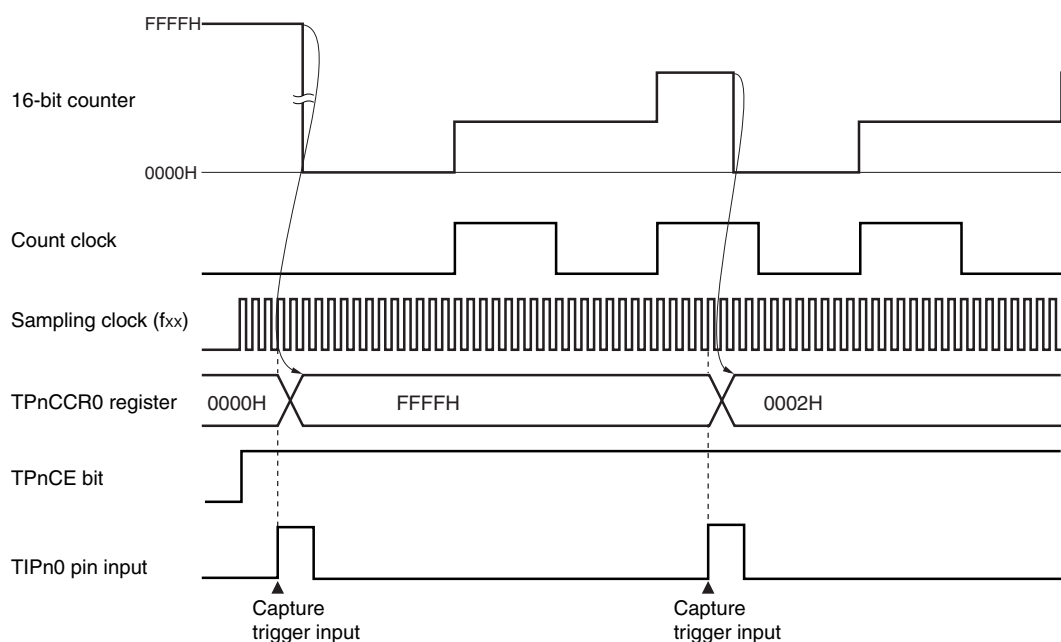 FFFFH
16-bit counter
0000H
Count clock
Sampling clock (fxx)
TPnCCR0 register
0000H
FFFFH
0002H
TPnCE bit
TIPn0 pin input
Capture
trigger input
Capture
trigger input